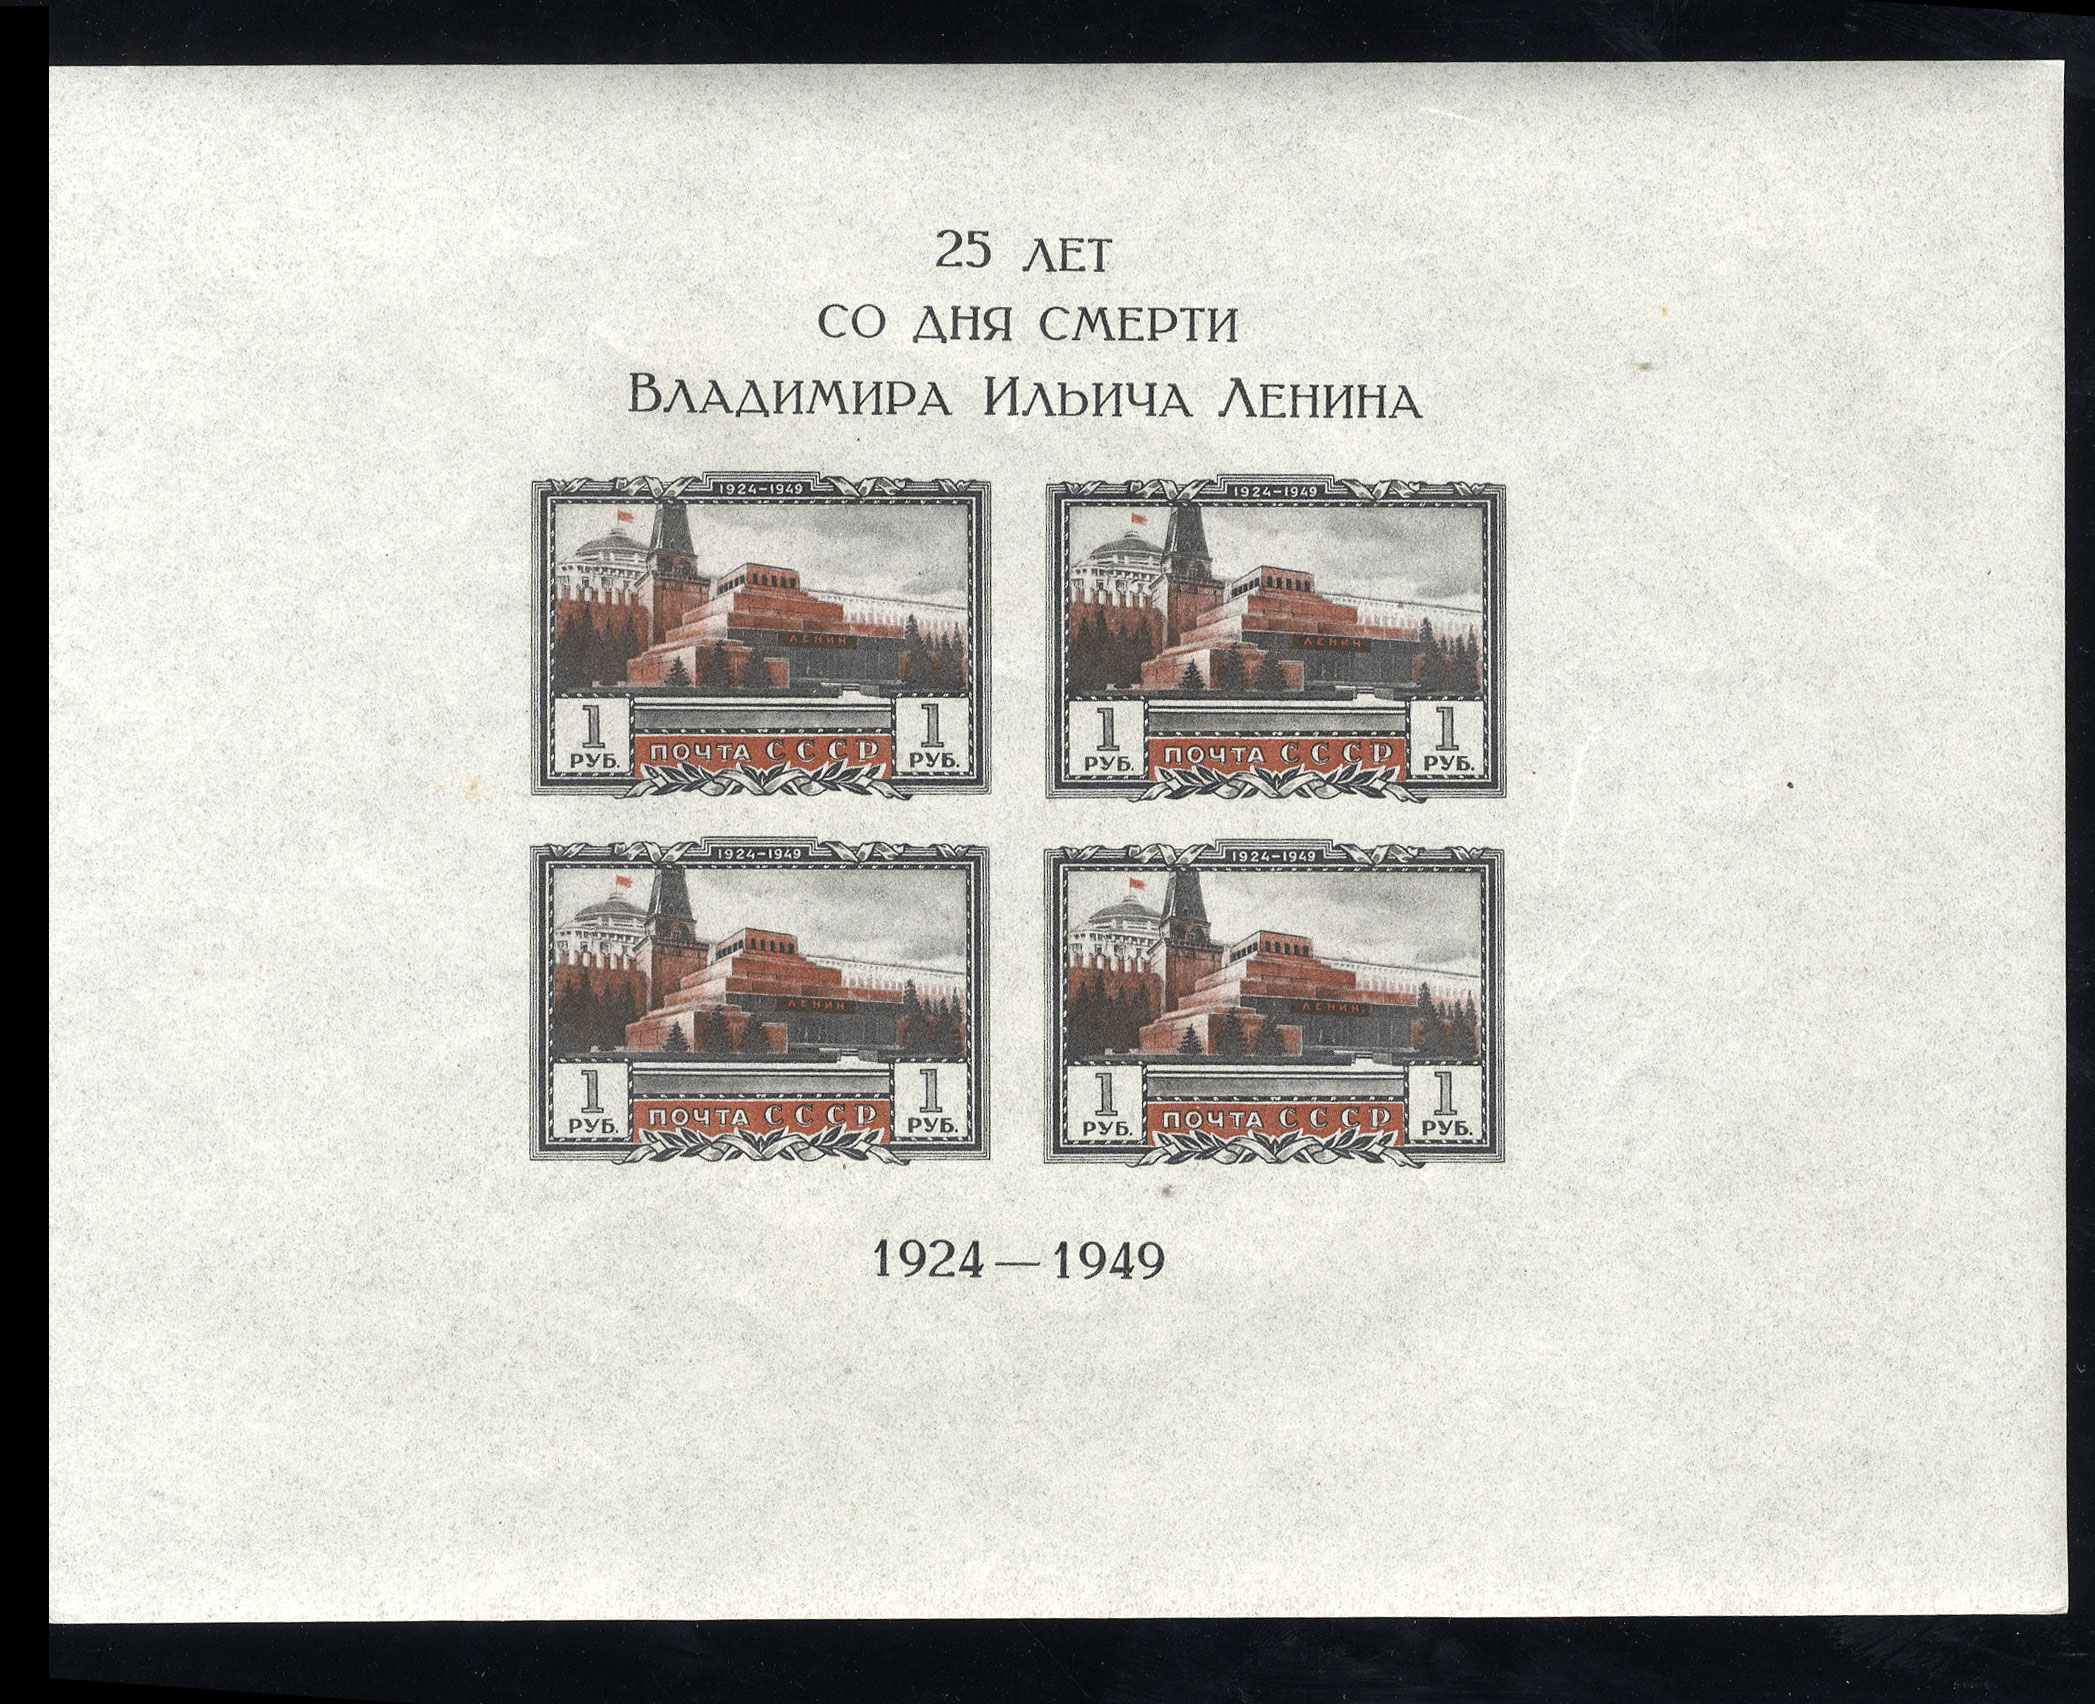 25 ЛЕТ
СО ДНЯ СМЕРТИ
ВЛАДИМИРА ИЛЬИЧА ЛЕНИНА
1924-1949
ЛЕНИН
1 РУБ.
ПОЧТА СССР
1 РУБ.
1924-1949
ЛЕНИН
1 РУБ.
ПОЧТА СССР
1 РУБ.
1924-1949
ЛЕНИН
1 РУБ.
ПОЧТА СССР
1 РУБ.
1924-1949
ЛЕНИН
1 РУБ.
ПОЧТА СССР
1 РУБ.
1924—1949